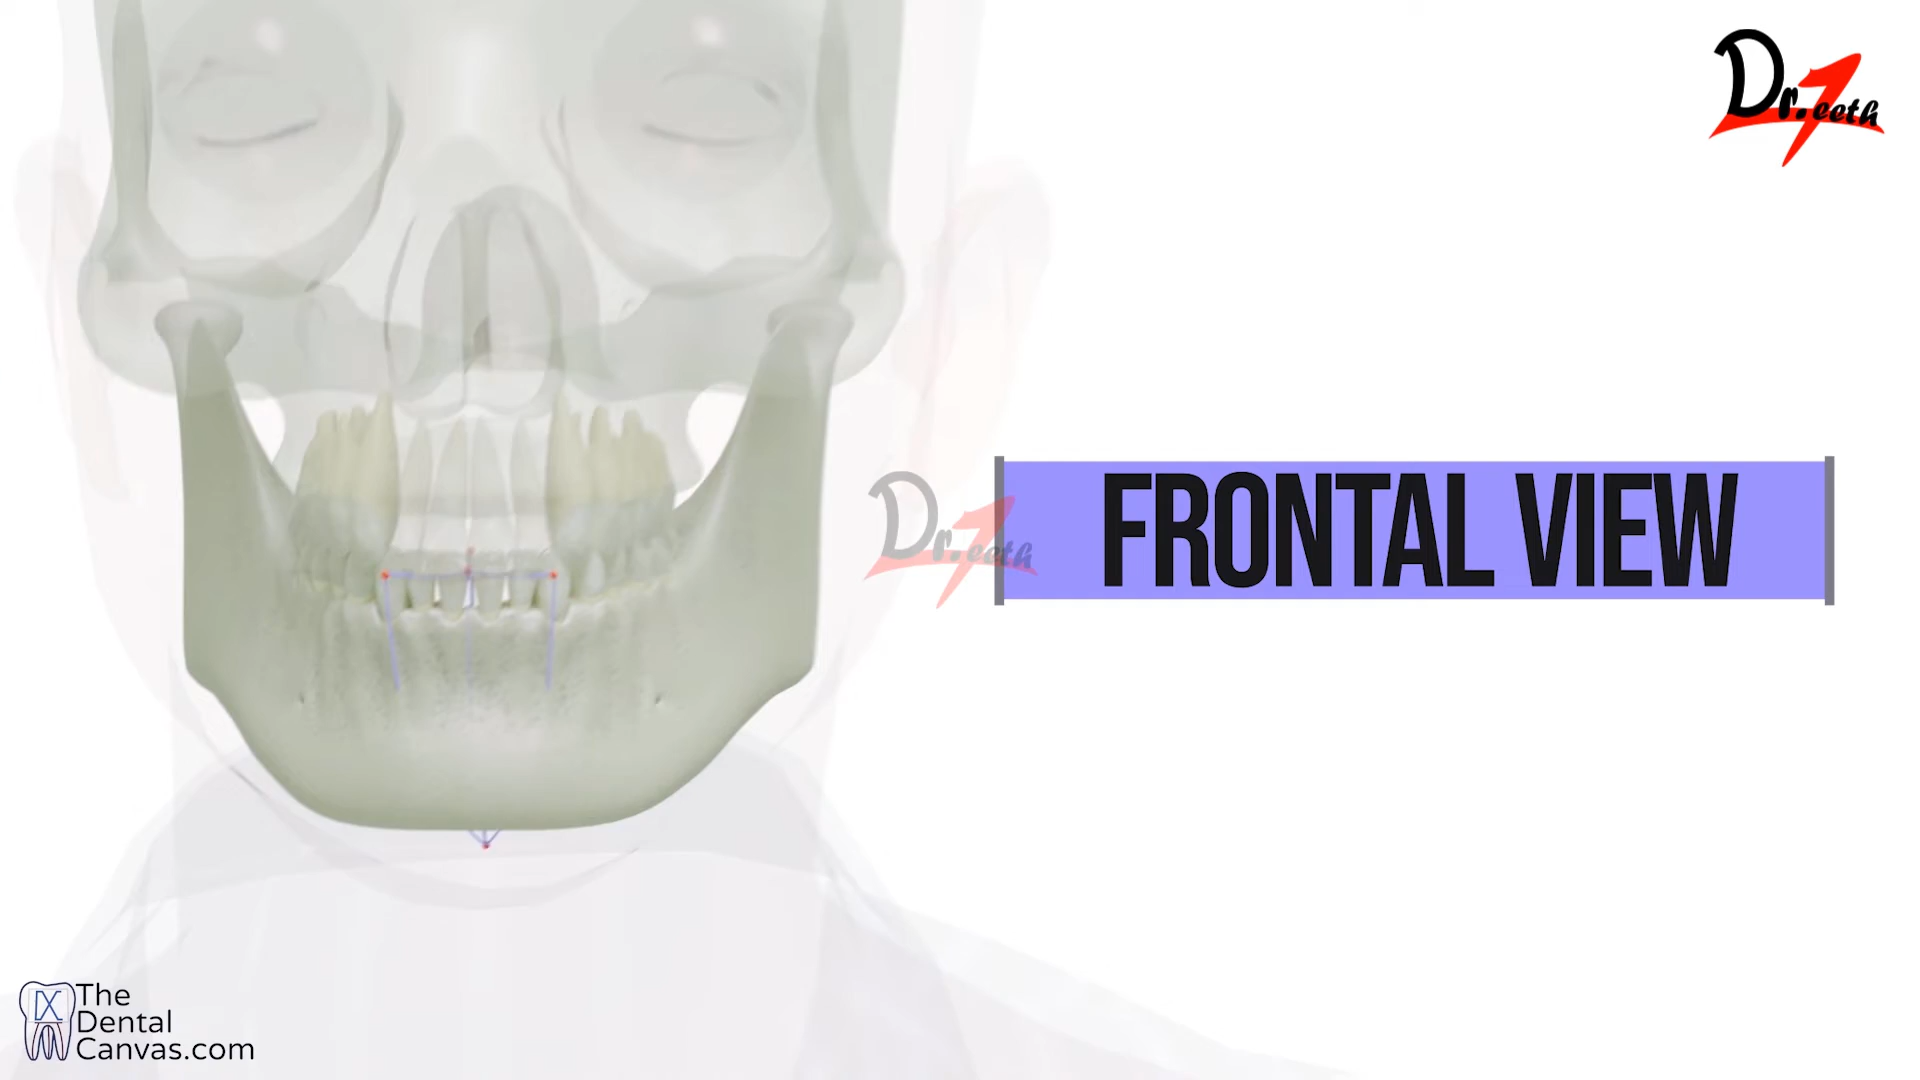 Dr. Teeth
Dr. Teeth
FRONTAL VIEW
The
Dental
Canvas.com